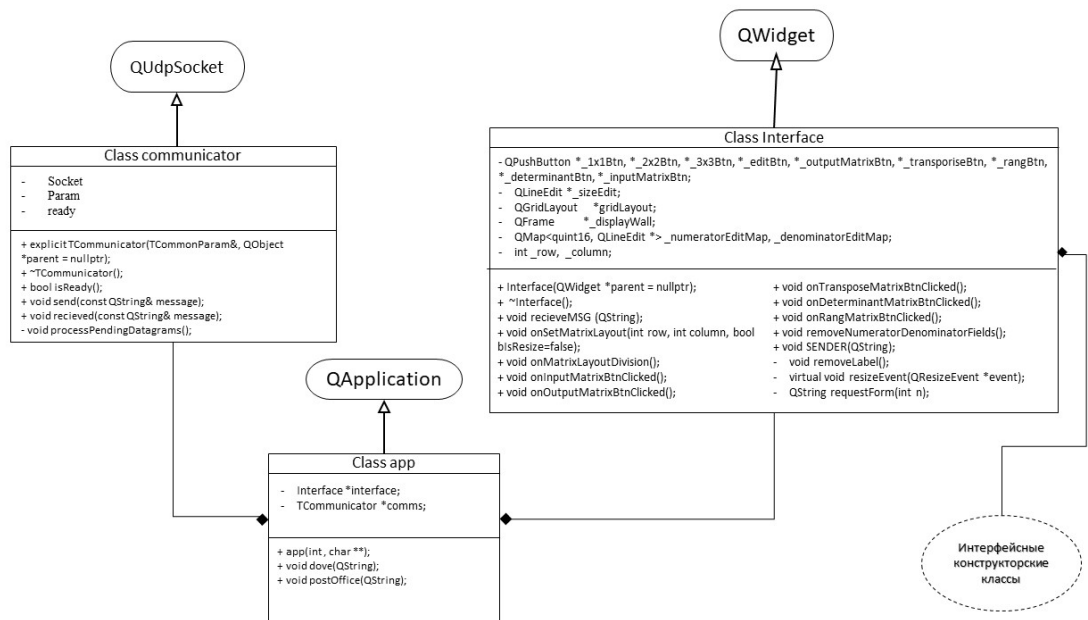 QUdpSocket
Class communicator
- Socket
- Param
- ready
+ explicit TCommunicator(TCommonParam&, QObject
*parent = nullptr);
+ ~TCommunicator();
+ bool isReady();
+ void send(const QString& message);
+ void recieved(const QString& message);
- void processPendingDatagrams();
QWidget
Class Interface
- QPushButton *_1x1Btn, *_2x2Btn, *_3x3Btn, *_editBtn, *_outputMatrixBtn, *_transporiseBtn, *_rangBtn,
*_determinantBtn, *_inputMatrixBtn;
- QLineEdit *_sizeEdit;
- QGridLayout *gridLayout;
- QFrame *_displayWall;
- QMap<quint16, QLineEdit *> _numeratorEditMap, _denominatorEditMap;
- int _row, _column;
+ Interface(QWidget *parent = nullptr);
+ ~Interface();
+ void recieveMSG (QString);
+ void onSetMatrixLayout(int row, int column, bool
bIsResize=false);
+ void onMatrixLayoutDivision();
+ void onInputMatrixBtnClicked();
+ void onOutputMatrixBtnClicked();
+ void onTransposeMatrixBtnClicked();
+ void onDeterminantMatrixBtnClicked();
+ void onRangMatrixBtnClicked();
+ void removeNumeratorDenominatorFields();
+ void SENDER(QString);
- void removeLabel();
- virtual void resizeEvent(QResizeEvent *event);
- QString requestForm(int n);
QApplication
Class app
- Interface *interface;
- TCommunicator *comms;
+ app(int, char **);
+ void dove(QString);
+ void postOffice(QString);
Интерфейсные
конструкторские
классы